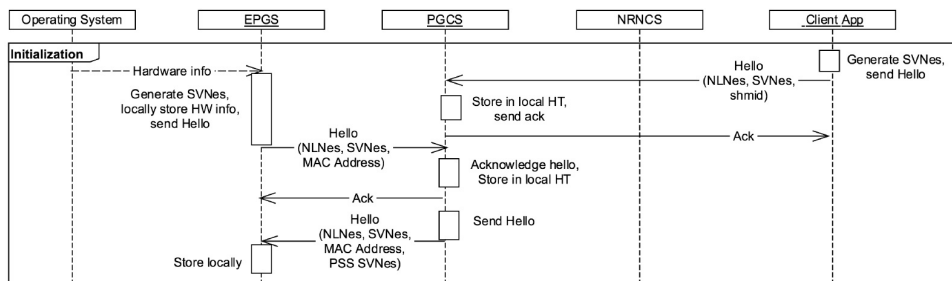 Operating System
EPGS
PGCS
NRNCS
Client App
Initialization
Hardware info
Generate SVNes,
locally store HW info,
send Hello
Hello
(NLNes, SVNes,
shmid)
Generate SVNes,
send Hello
Store in local HT,
send ack
Ack
Hello
(NLNes, SVNes,
MAC Address)
Acknowledge hello,
Store in local HT
Ack
Send Hello
Hello
(NLNes, SVNes,
MAC Address,
PSS SVNes)
Store locally